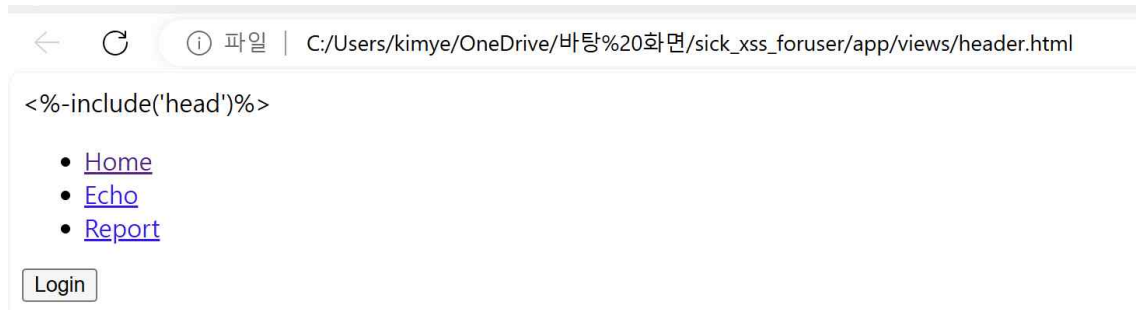 파일 | C:/Users/kimye/OneDrive/바탕%20화면/sick_xss_foruser/app/views/header.html
<%-include('head')%>
Home
Echo
Report
Login